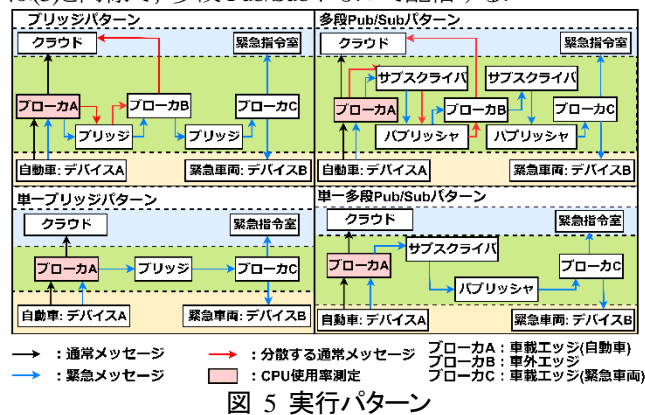 は(3)と同様で,多段 Pub/Sub
配信する.
ブリッジパターン
クラウド
緊急指令室
ブローカA
ブローカB
ブローカC
ブリッジ
ブリッジ
自動車:デバイスA
緊急車両:デバイスB
多段Pub/Subパターン
クラウド
緊急指令室
サブスクライバ
サブスクライバ
ブローカA
ブローカB
ブローカC
パブリッシャ
パブリッシャ
自動車:デバイスA
緊急車両:デバイスB
単一ブリッジパターン
クラウド
緊急指令室
ブローカA
ブリッジ
ブローカC
自動車:デバイスA
緊急車両:デバイスB
単一多段Pub/Subパターン
クラウド
緊急指令室
サブスクライバ
ブローカA
ブローカC
パブリッシャ
自動車:デバイスA
緊急車両:デバイスB
:通常メッセージ
:分散する通常メッセージ
:緊急メッセージ
:CPU使用率測定
ブローカA:車載エッジ(自動車)
ブローカB:車外エッジ
ブローカC:車載エッジ(緊急車両)
図 5 実行パターン